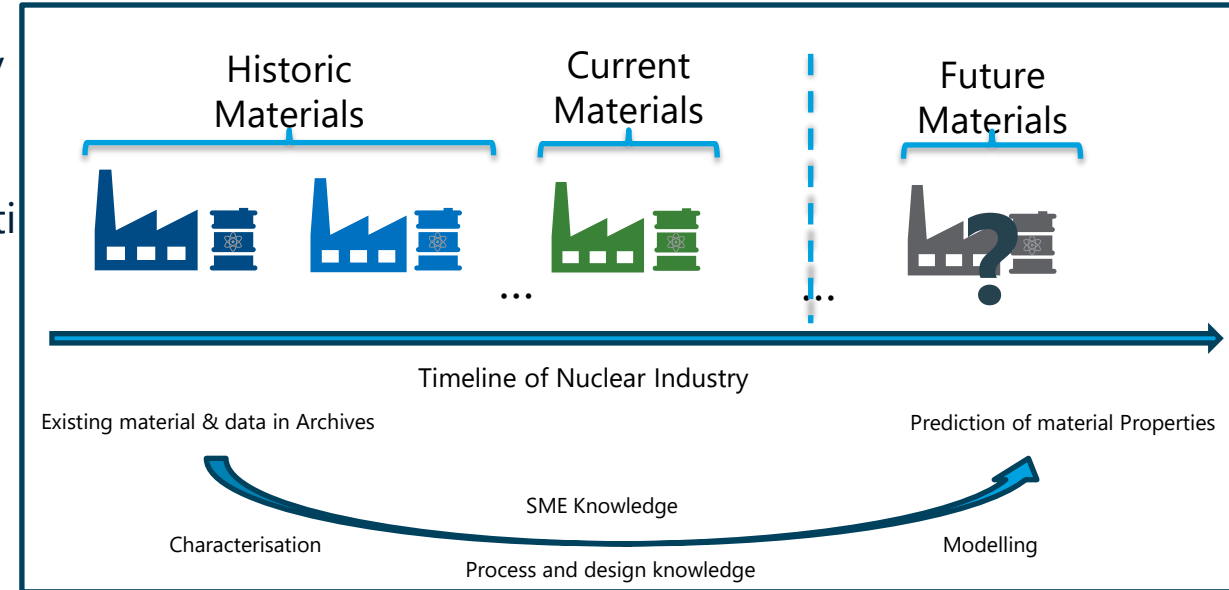 Historic
Materials
Current
Materials
Future
Materials
?
...
...
Timeline of Nuclear Industry
Existing material & data in Archives
Prediction of material Properties
SME Knowledge
Characterisation
Modelling
Process and design knowledge
y
ti